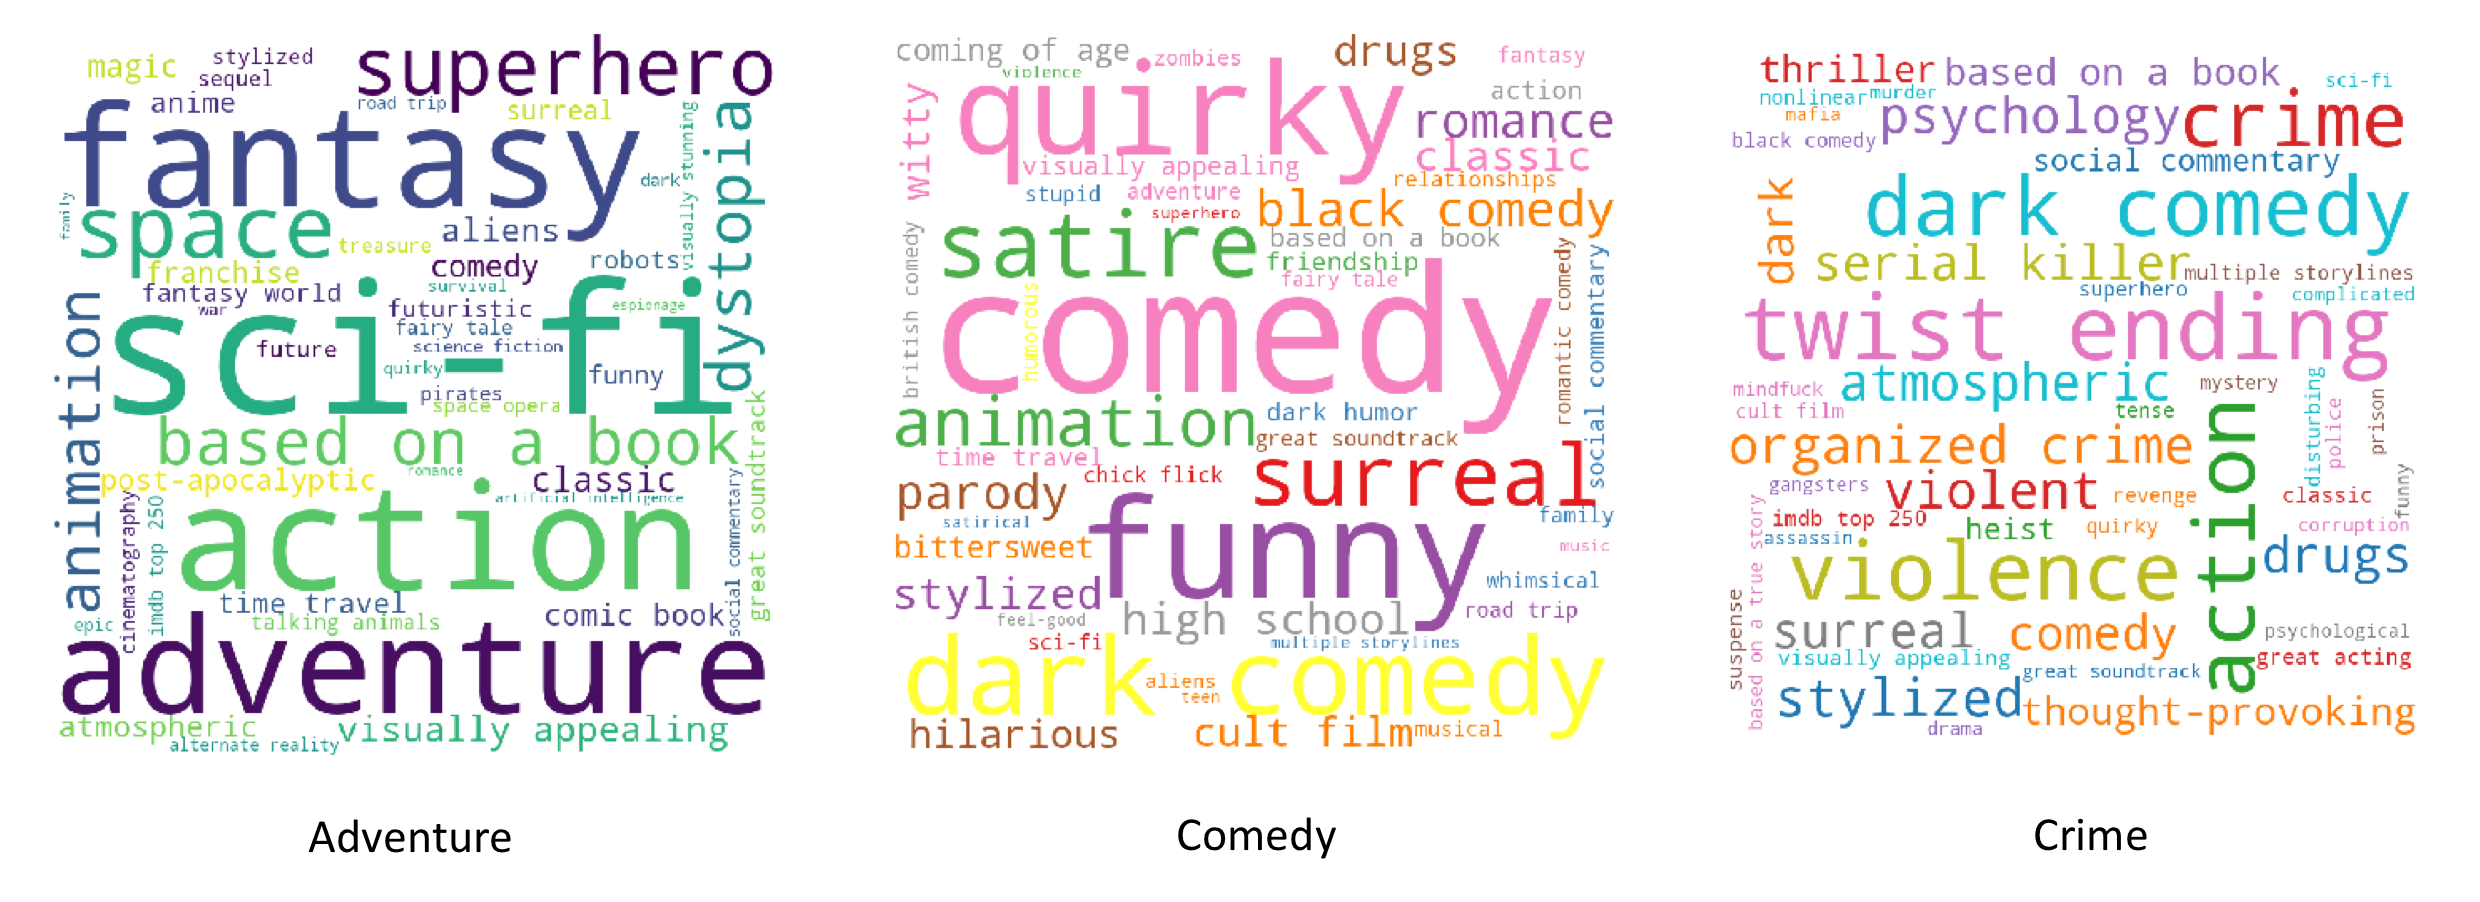 magic
stylized
sequel
superhero
anime
road trip
surreal
fantasy
dark
visually stunning
dystopia
family
space
aliens
treasure
franchise
comedy
robots
fantasy world
survival
war
futuristic
espionage
sci-fi
fairy tale
future
science fiction
quirky
funny
pirates
space opera
animation
based on a book
post-apocalyptic
romance
classic
artificial intelligence
great soundtrack
cinematography
imdb top 250
action
social commentary
time travel
talking animals
comic book
epic
adventure
atmospheric
alternate reality
visually appealing
Adventure
coming of age
violence
zombies
drugs
fantasy
quirky
action
witty
romance
visually appealing
classic
relationships
stupid
adventure
superhero
black comedy
satire
based on a book
friendship
fairy tale
british comedy
humorous
comedy
romantic comedy
social commentary
animation
dark humor
great soundtrack
time travel
chick flick
surreal
parody
satirical
funny
family
bittersweet
music
stylized
whimsical
high school
road trip
feel-good
sci-fi
multiple storylines
dark comedy
aliens
teen
hilarious
cult film
musical
Comedy
thriller
based on a book
sci-fi
nonlinear
murder
mafia
psychology
crime
black comedy
social commentary
dark
dark comedy
serial killer
multiple storylines
superhero
complicated
twist ending
mindfuck
atmospheric
mystery
cult film
tense
disturbing
police
prison
organized crime
action
gangsters
violent
revenge
classic
funny
imdb top 250
heist
quirky
corruption
assassin
based on a true story
violence
drugs
suspense
surreal
comedy
psychological
visually appealing
great soundtrack
great acting
stylized
thought-provoking
drama
Crime